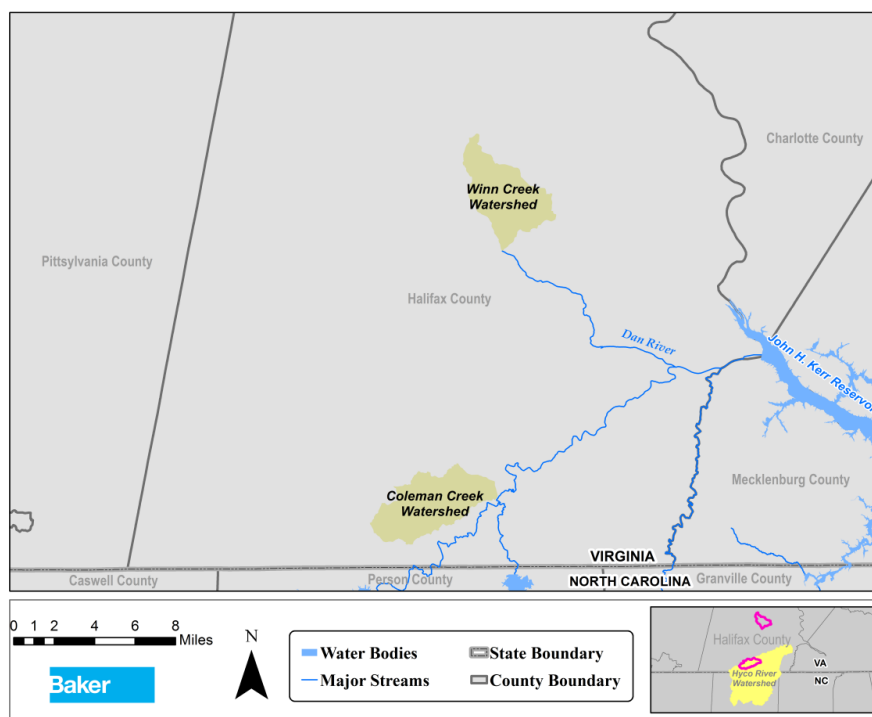 Charlotte County
Winn Creek
Watershed
Pittsylvania County
Halifax County
Dan River
John H. Kerr Reservoir
Mecklenburg County
Coleman Creek
Watershed
VIRGINIA
Caswell County
Person County
NORTH CAROLINA
Granville County
0 1 2 4 6 8
Miles
N
Baker
Water Bodies
State Boundary
Major Streams
County Boundary
Halifax County
VA
Hyco River
Watershed
NC